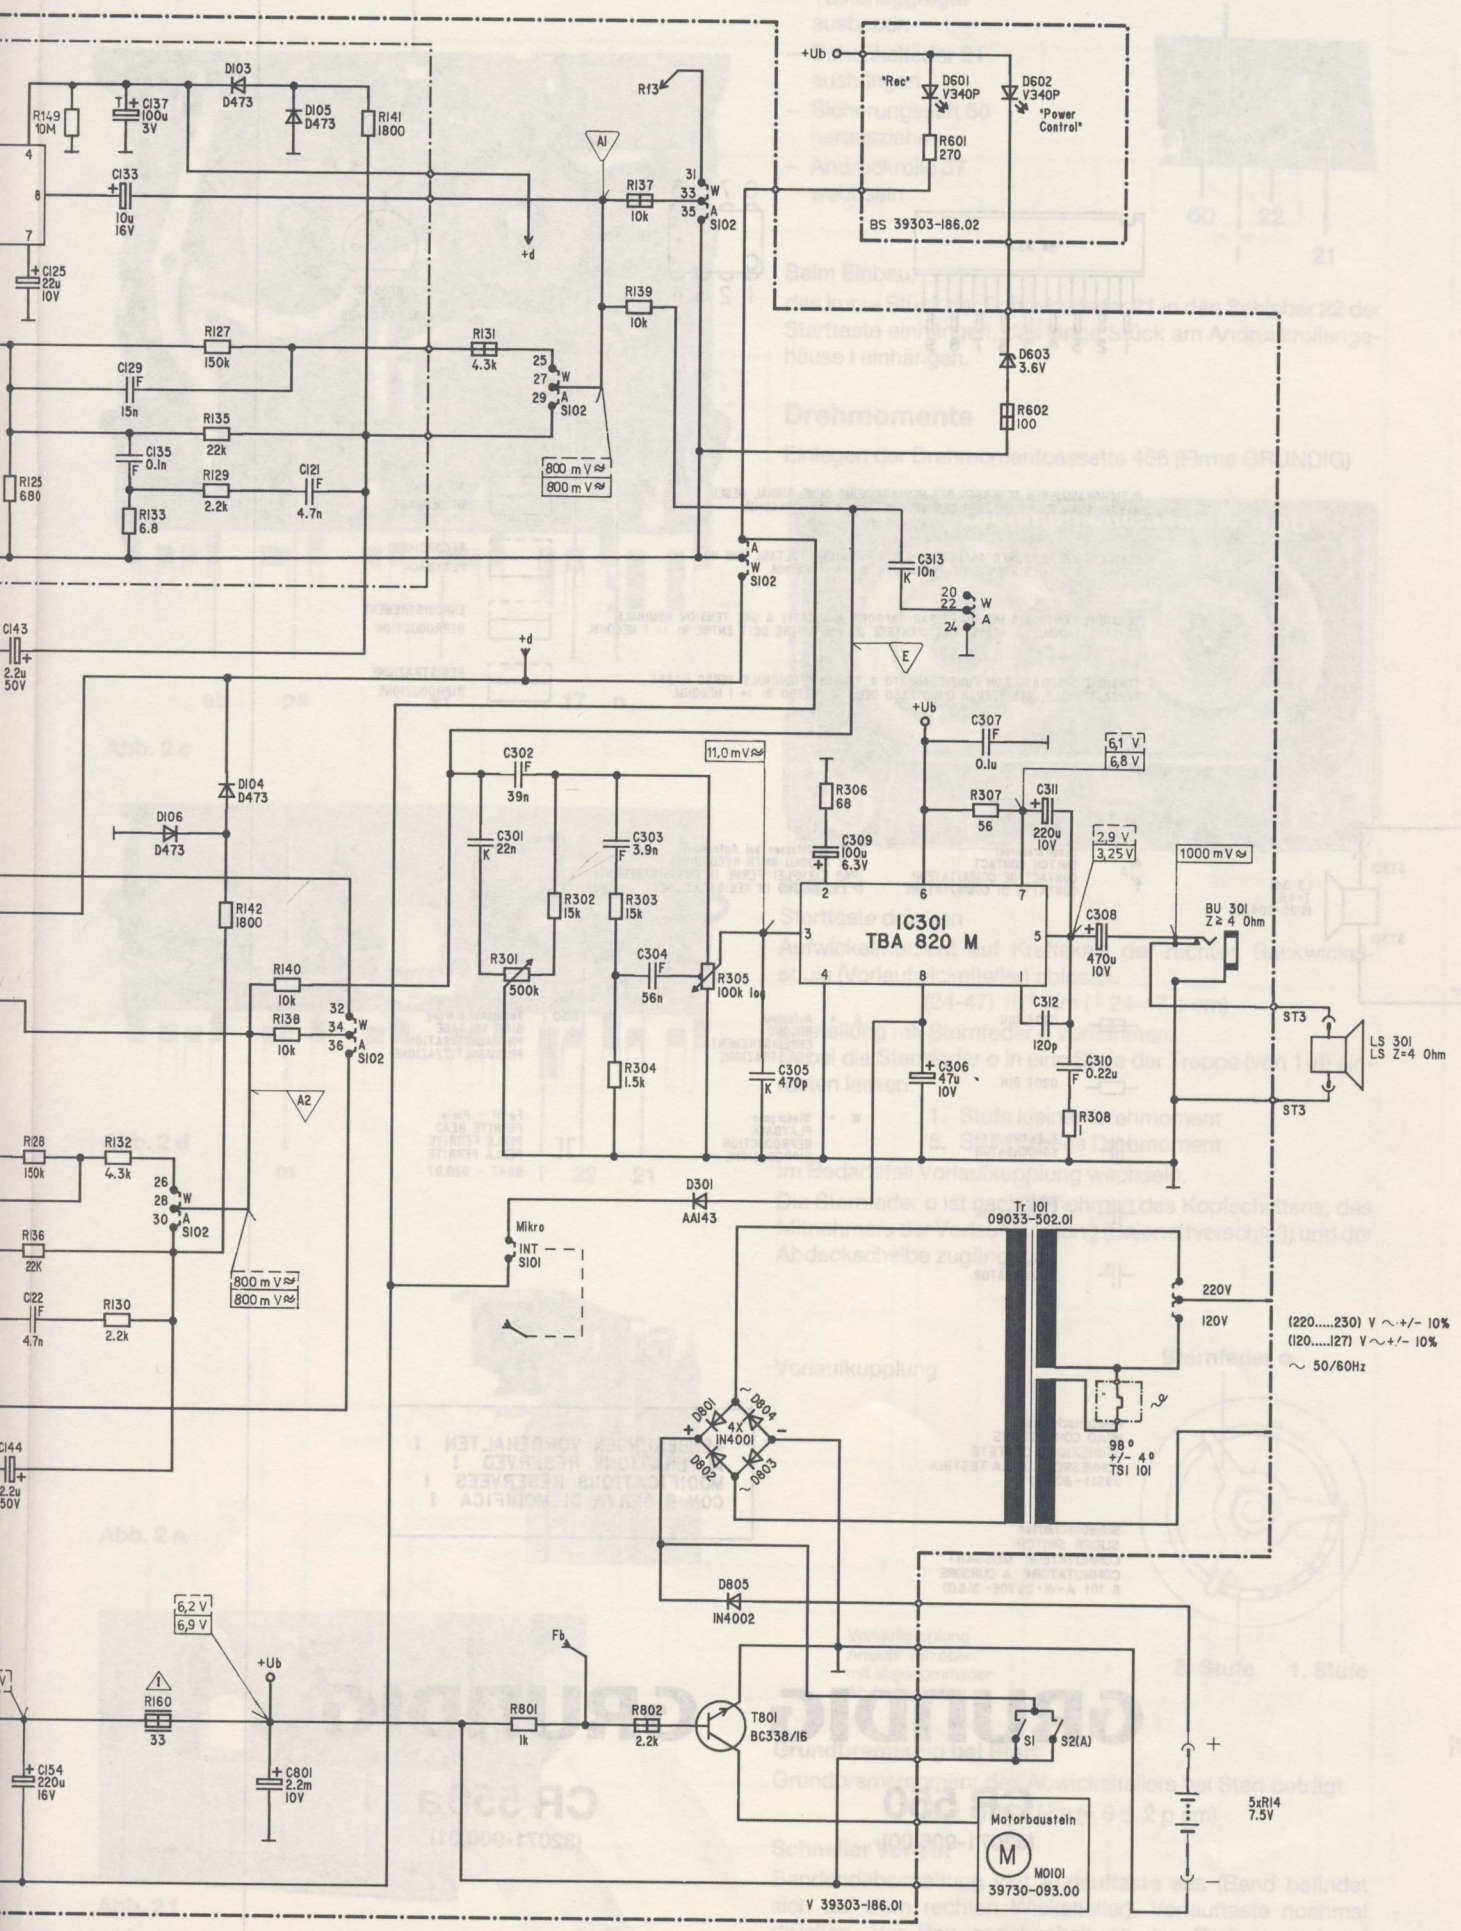 +Ub
"Rec"
D601
V340P
D602
V340P
"Power
Control"
R601
270
BS 39303-186.02
D103
D473
R149
10M
T + C137
100u
3V
D105
D473
R141
1800
Rf3
A1
4
8
7
C133
+
10u
16V
R137
10k
31
33
35
W
A
S102
+d
+ C125
22u
10V
R139
10k
R127
150k
R131
4.3k
25
27
29
W
A
S102
D603
3.6V
R602
100
C129
F
15n
R135
22k
C135
0.1n
F
R129
2.2k
C121
F
4.7n
R125
680
R133
6.8
800 mV≈
800 mV≈
A
W
S102
C313
10n
K
20
22
24
W
A
E
C143
+
2.2u
50V
+d
+Ub
C307
F
0.1u
11,0 mV≈
6,1 V
6,8 V
C302
F
39n
D104
D473
D106
D473
R306
68
R307
56
C311
+
220u
10V
C301
22n
K
C303
3.9n
F
C309
100u
6.3V
+
2,9 V
3,25 V
1000 mV≈
R142
1800
R302
15k
R303
15k
2
6
7
3
IC301
TBA 820 M
5
4
8
1
C308
+
470u
10V
BU 301
Z≥ 4 Ohm
R301
500k
C304
F
56n
R305
100k log
C312
120p
R140
10k
R138
10k
32
34
36
W
A
S102
ST3
LS 301
LS Z=4 Ohm
ST3
A2
R304
1.5k
C305
470p
K
+
C306
47u
10V
C310
0.22u
F
R308
1
R128
150k
R132
4.3k
26
28
30
W
A
S102
D301
AA143
Mikro
INT
S101
Tr 101
09033-502.01
R136
22K
800 mV≈
800 mV≈
C122
F
4.7n
R130
2.2k
220V
120V
(220.....230) V ~ +/- 10%
(120.....127) V ~ +/- 10%
~ 50/60Hz
D801
~
D804
+
4X
1N4001
-
D802
~
D803
98°
+/- 4°
TS1 101
C144
+
2.2u
50V
D805
1N4002
6,2 V
6,9 V
+Ub
Fb
R160
33
R801
1k
R802
2.2k
T801
BC338/16
S1
S2(A)
+
+ C154
220u
16V
+ C801
2.2m
10V
5xR14
7.5V
-
Motorbaustein
M
M0101
39730-093.00
V 39303-186.01